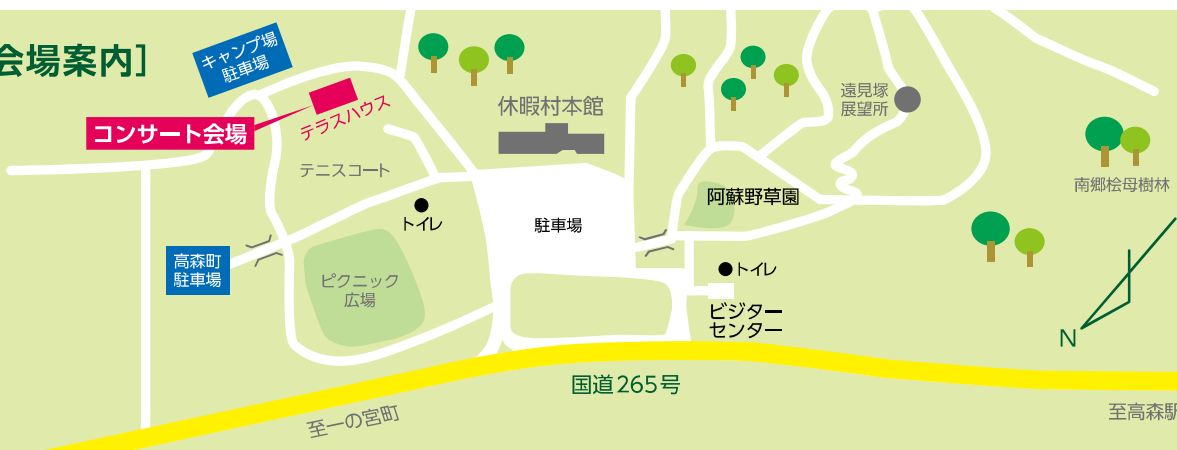 会場案内]
キャンプ場
駐車場
コンサート会場
テラスハウス
テニスコート
トイレ
休暇村本館
駐車場
高森町
駐車場
ピクニック
広場
阿蘇野草園
トイレ
ビジター
センター
遠見塚
展望所
南郷桧母樹林
N
国道265号
至一の宮町
至高森駅